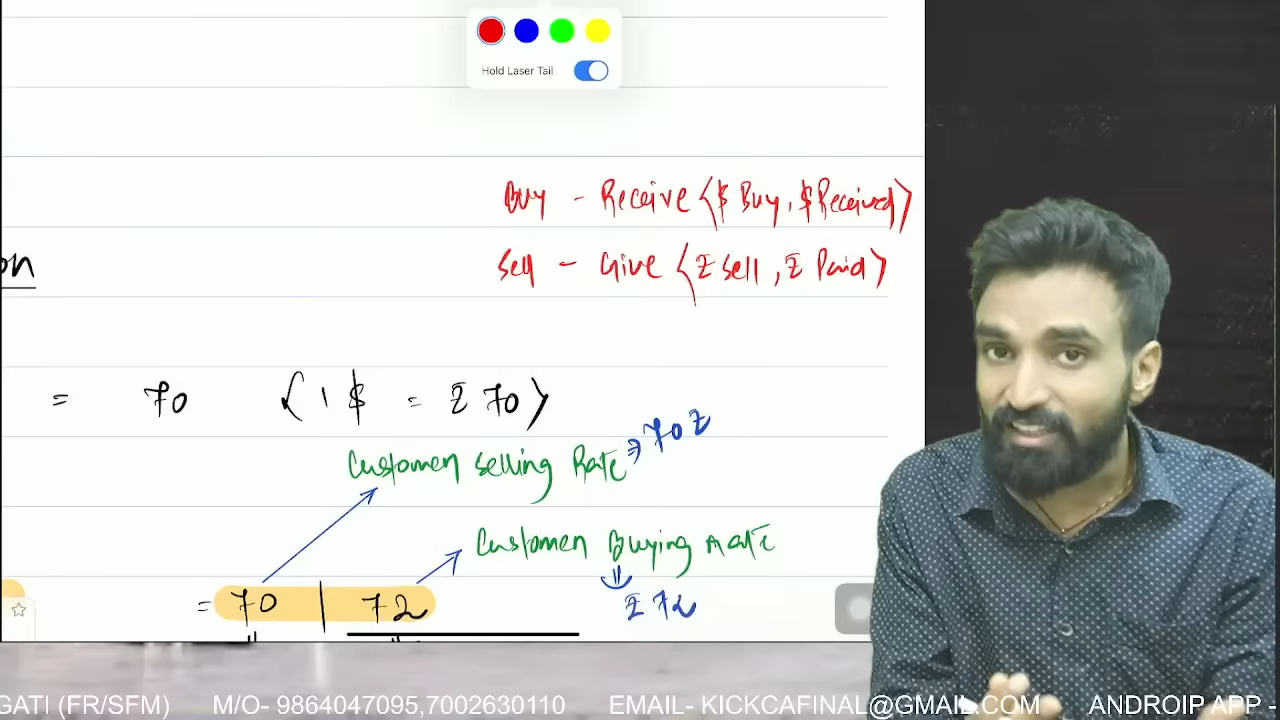 Hold Laser Tail
Buy - Receive <$ Buy, $ Received>
Sell - Give <₹ Sell, ₹ Paid>
on
= 70 <1 $ = ₹ 70>
Customer Selling Rate ⇒ 70 ₹
Customer Buying Rate
⇓
= 70 | 72 ₹ 72
GATI (FR/SFM) M/O- 9864047095,7002630110 EMAIL- KICKCAFINAL@GMAIL.COM ANDROIP APP -